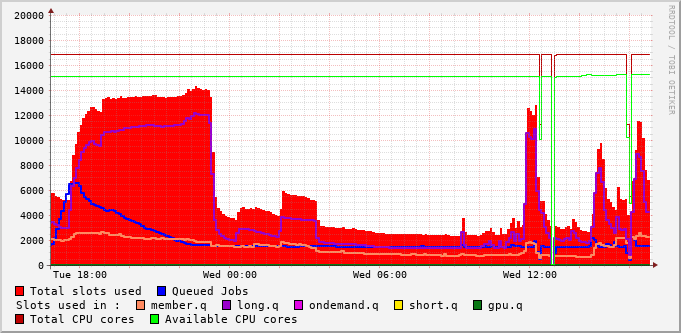 20000
18000
16000
14000
12000
10000
8000
6000
4000
2000
0
Tue 18:00 Wed 00:00 Wed 06:00 Wed 12:00
Total slots used Queued Jobs
Slots used in : member.q long.q ondemand.q short.q gpu.q
Total CPU cores Available CPU cores
RRDTOOL / TOBI OETIKER